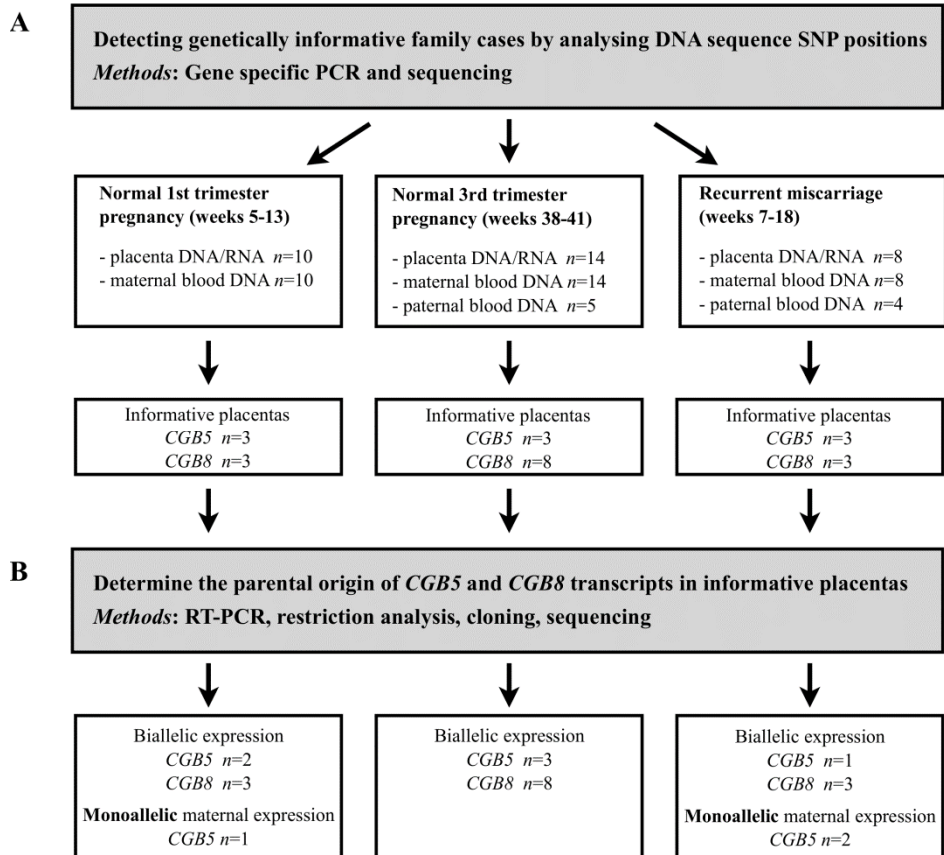 A
Detecting genetically informative family cases by analysing DNA sequence SNP positions
Methods: Gene specific PCR and sequencing
Normal 1st trimester
pregnancy (weeks 5-13)
- placenta DNA/RNA n=10
- maternal blood DNA n=10
Normal 3rd trimester
pregnancy (weeks 38-41)
- placenta DNA/RNA n=14
- maternal blood DNA n=14
- paternal blood DNA n=5
Recurrent miscarriage
(weeks 7-18)
- placenta DNA/RNA n=8
- maternal blood DNA n=8
- paternal blood DNA n=4
Informative placentas
CGB5 n=3
CGB8 n=3
Informative placentas
CGB5 n=3
CGB8 n=8
Informative placentas
CGB5 n=3
CGB8 n=3
B
Determine the parental origin of CGB5 and CGB8 transcripts in informative placentas
Methods: RT-PCR, restriction analysis, cloning, sequencing
Biallelic expression
CGB5 n=2
CGB8 n=3
Monoallelic maternal expression
CGB5 n=1
Biallelic expression
CGB5 n=3
CGB8 n=8
Biallelic expression
CGB5 n=1
CGB8 n=3
Monoallelic maternal expression
CGB5 n=2